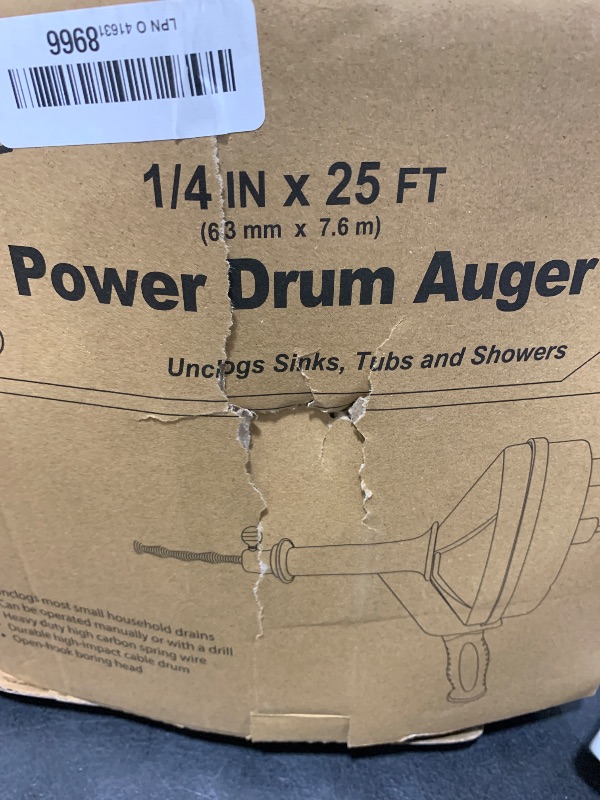 LPN O 41631 8966
1/4 IN x 25 FT
(6.3 mm x 7.6 m)
Power Drum Auger
Unclogs Sinks, Tubs and Showers
most small household drains
Can be operated manually or with a drill
Heavy duty high carbon spring wire
• Durable high-impact cable drum
• Open-hook boring head